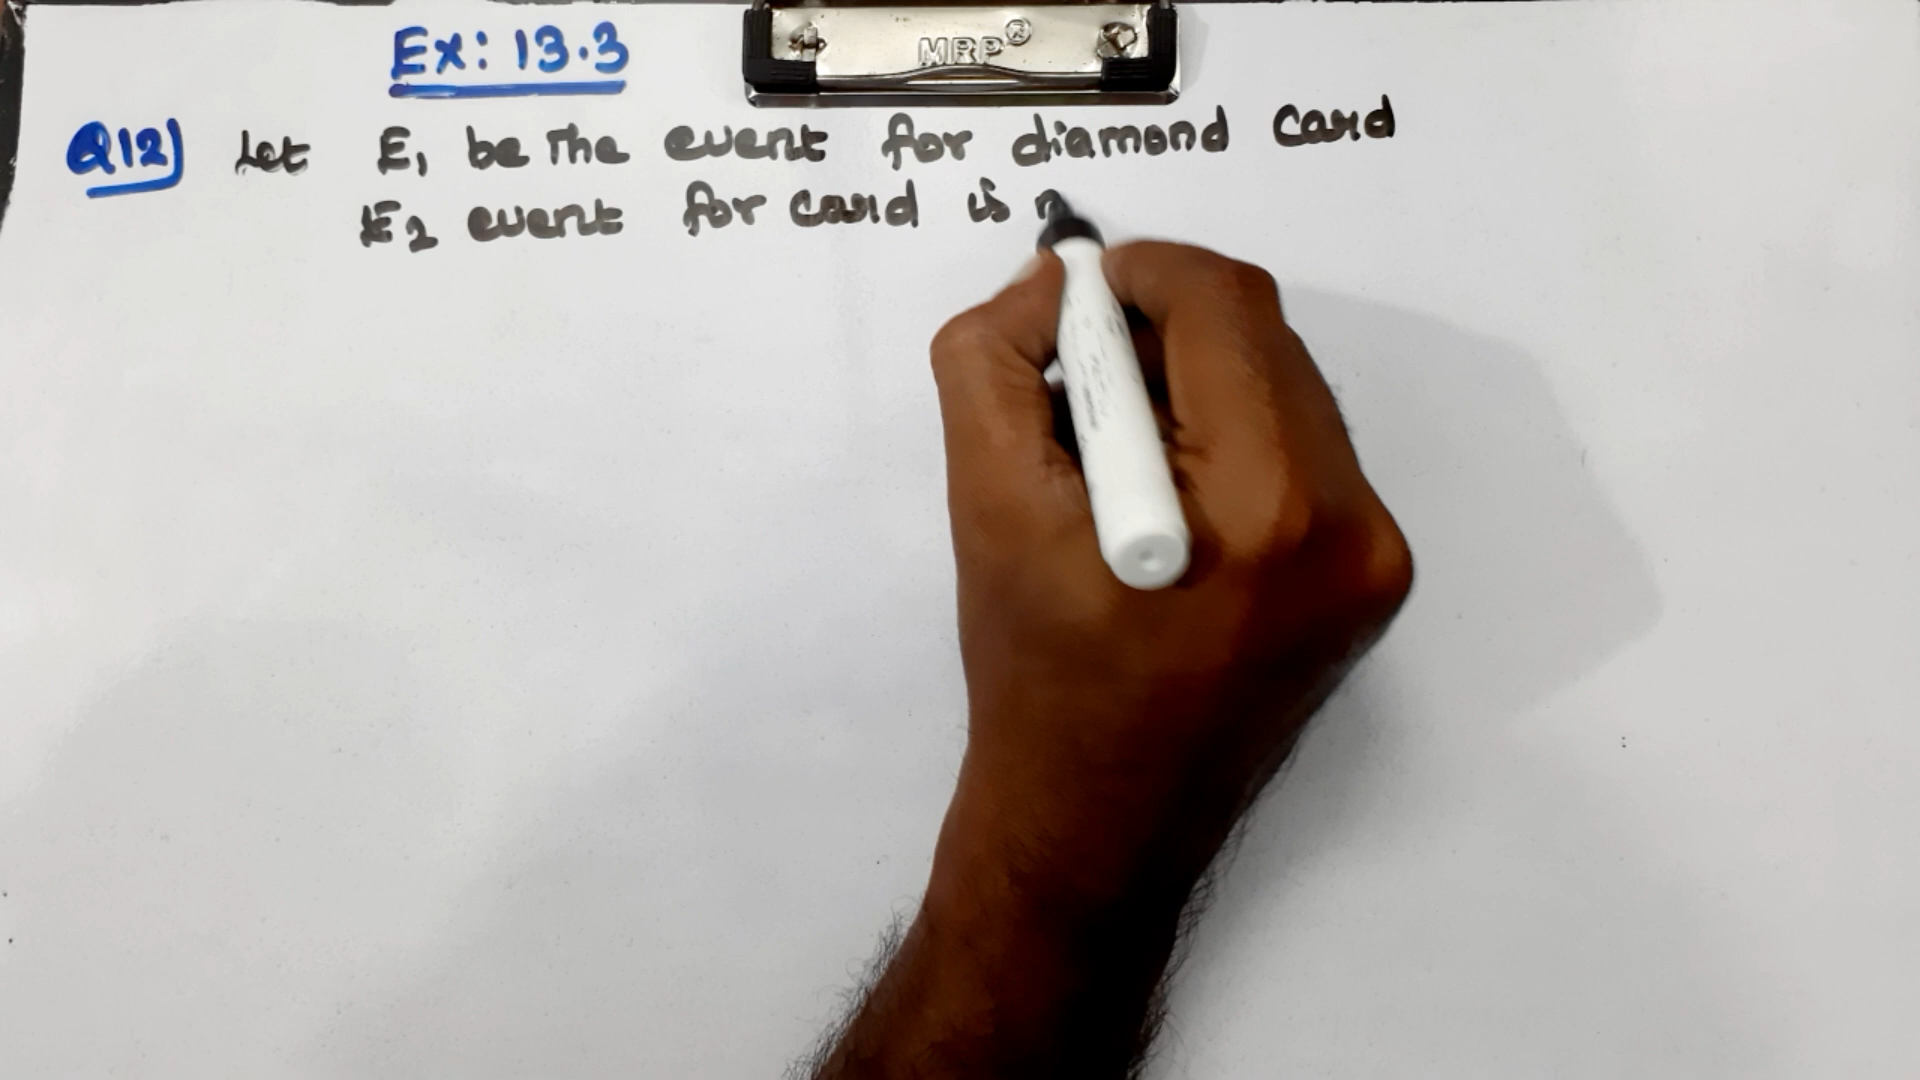 MRP®
Ex: 13.3
Q12) Let E1 be the event for diamond card
E2 event for card is n